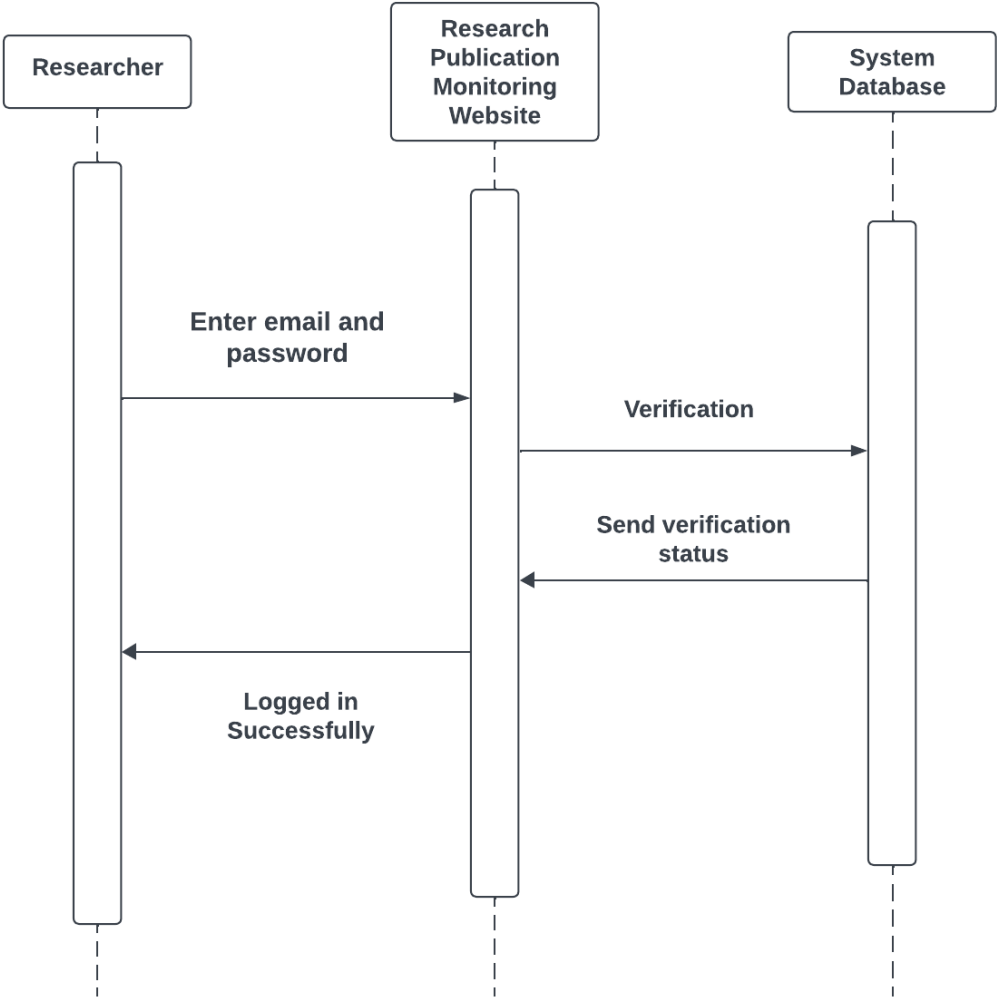 Researcher
Research
Publication
Monitoring
Website
System
Database
Enter email and
password
Verification
Send verification
status
Logged in
Successfully